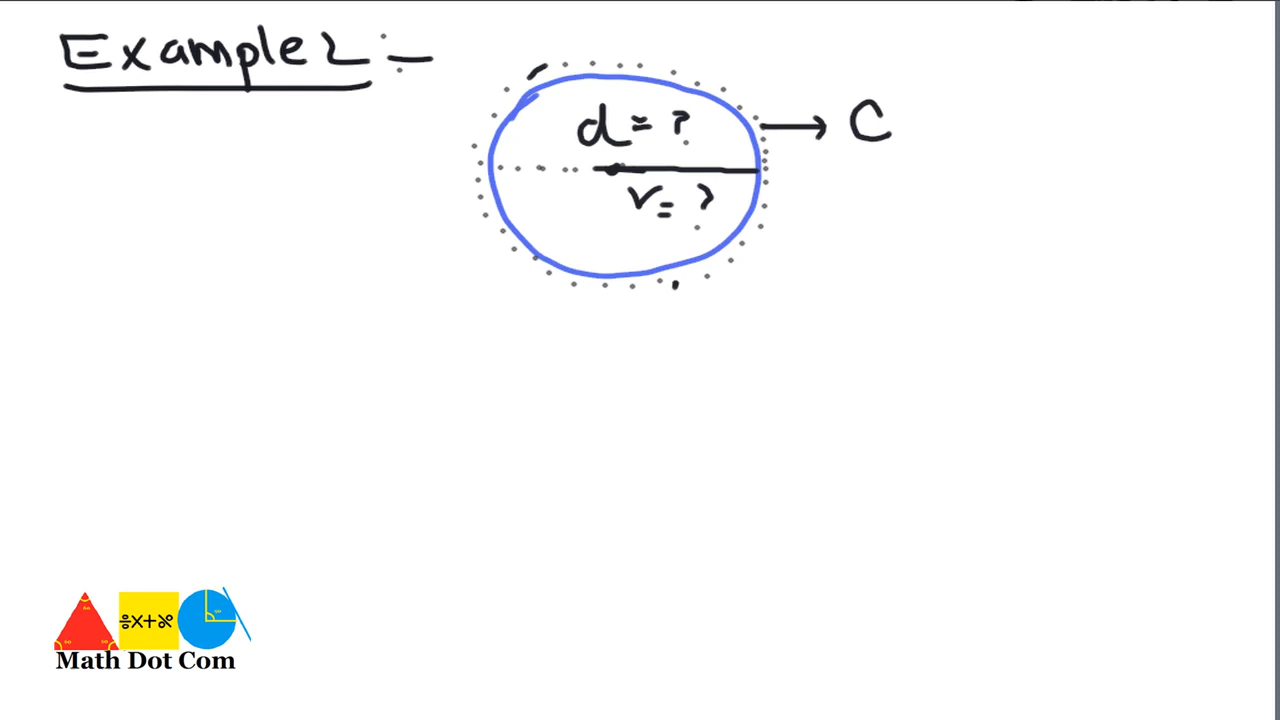 Example 2 :-
d = ?
→ C
r = ?
÷x+%
Math Dot Com